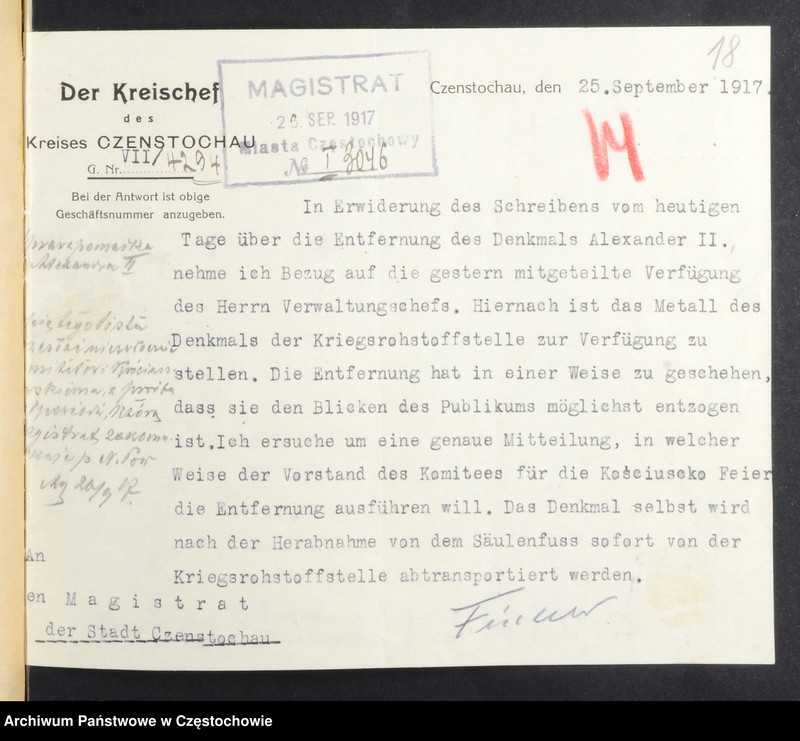 18
Der Kreischef
des
Kreises CZENSTOCHAU
G. Nr. VII/4294
Bei der Antwort ist obige
Geschäftsnummer anzugeben.
MAGISTRAT
26. SEP. 1917
Miasta Częstochowy
№ I 8046
Czenstochau, den 25.September 1917.
In Erwiderung des Schreibens vom heutigen
Tage über die Entfernung des Denkmals Alexander II.,
nehme ich Bezug auf die gestern mitgeteilte Verfügung
des Herrn Verwaltungschefs. Hiernach ist das Metall des
Denkmals der Kriegsrohstoffstelle zur Verfügung zu
stellen. Die Entfernung hat in einer Weise zu geschehen,
dass sie den Blicken des Publikums möglichst entzogen
ist.Ich ersuche um eine genaue Mitteilung, in welcher
Weise der Vorstand des Komitees für die Kościuscko Feier
die Entfernung ausführen will. Das Denkmal selbst wird
nach der Herabnahme von dem Säulenfuss sofort von der
Kriegsrohstoffstelle abtransportiert werden.
Alexandra II
An
en Magistrat
der Stadt Czenstochau
Archiwum Państwowe w Częstochowie